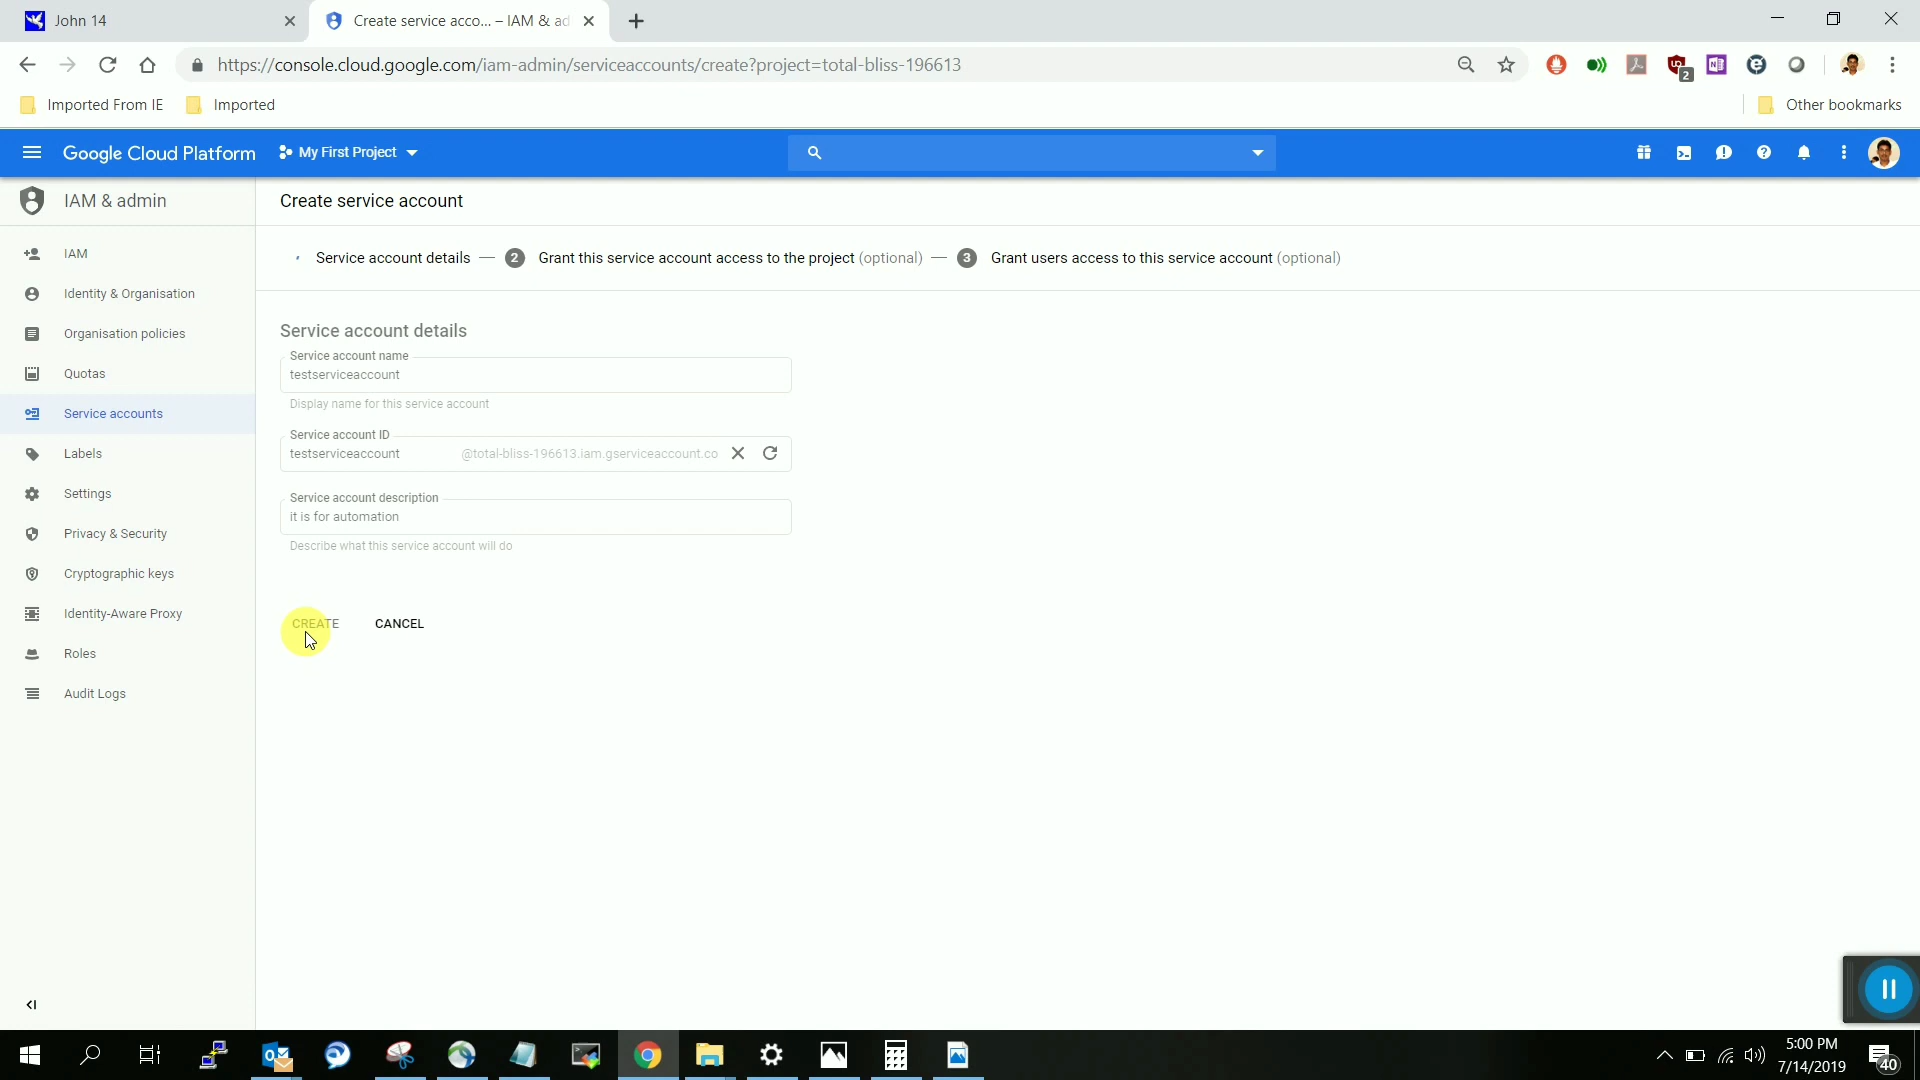 John 14
Create service acco... – IAM & ad
https://console.cloud.google.com/iam-admin/serviceaccounts/create?project=total-bliss-196613
2
Imported From IE
Imported
Other bookmarks
Google Cloud Platform
My First Project
IAM & admin
Create service account
Service account details — 2 Grant this service account access to the project (optional) — 3 Grant users access to this service account (optional)
IAM
Identity & Organisation
Organisation policies
Quotas
Service accounts
Labels
Settings
Privacy & Security
Cryptographic keys
Identity-Aware Proxy
Roles
Audit Logs
Service account details
Service account name
testserviceaccount
Display name for this service account
Service account ID
testserviceaccount @total-bliss-196613.iam.gserviceaccount.co
Service account description
it is for automation
Describe what this service account will do
CREATE CANCEL
5:00 PM
7/14/2019
40